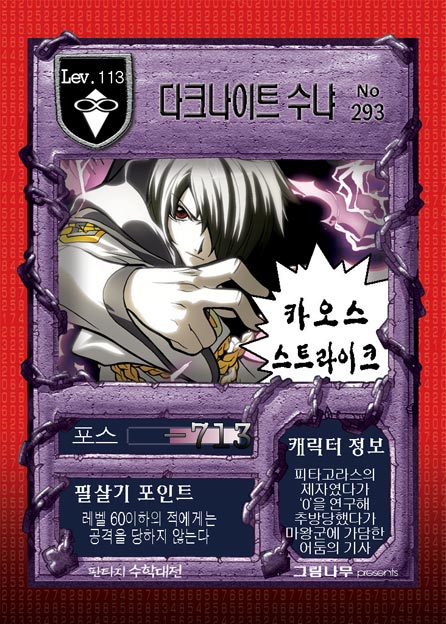 Lev. 113
다크나이트 수냐
No
293
카오스
스트라이크
포스 -713
필살기 포인트
레벨 60이하의 적에게는
공격을 당하지 않는다
캐릭터 정보
피타고라스의
제자였다가
'0'을 연구해
추방당했다가
마왕군에 가담한
어둠의 기사
판타지 수학대전
그림나무 presents